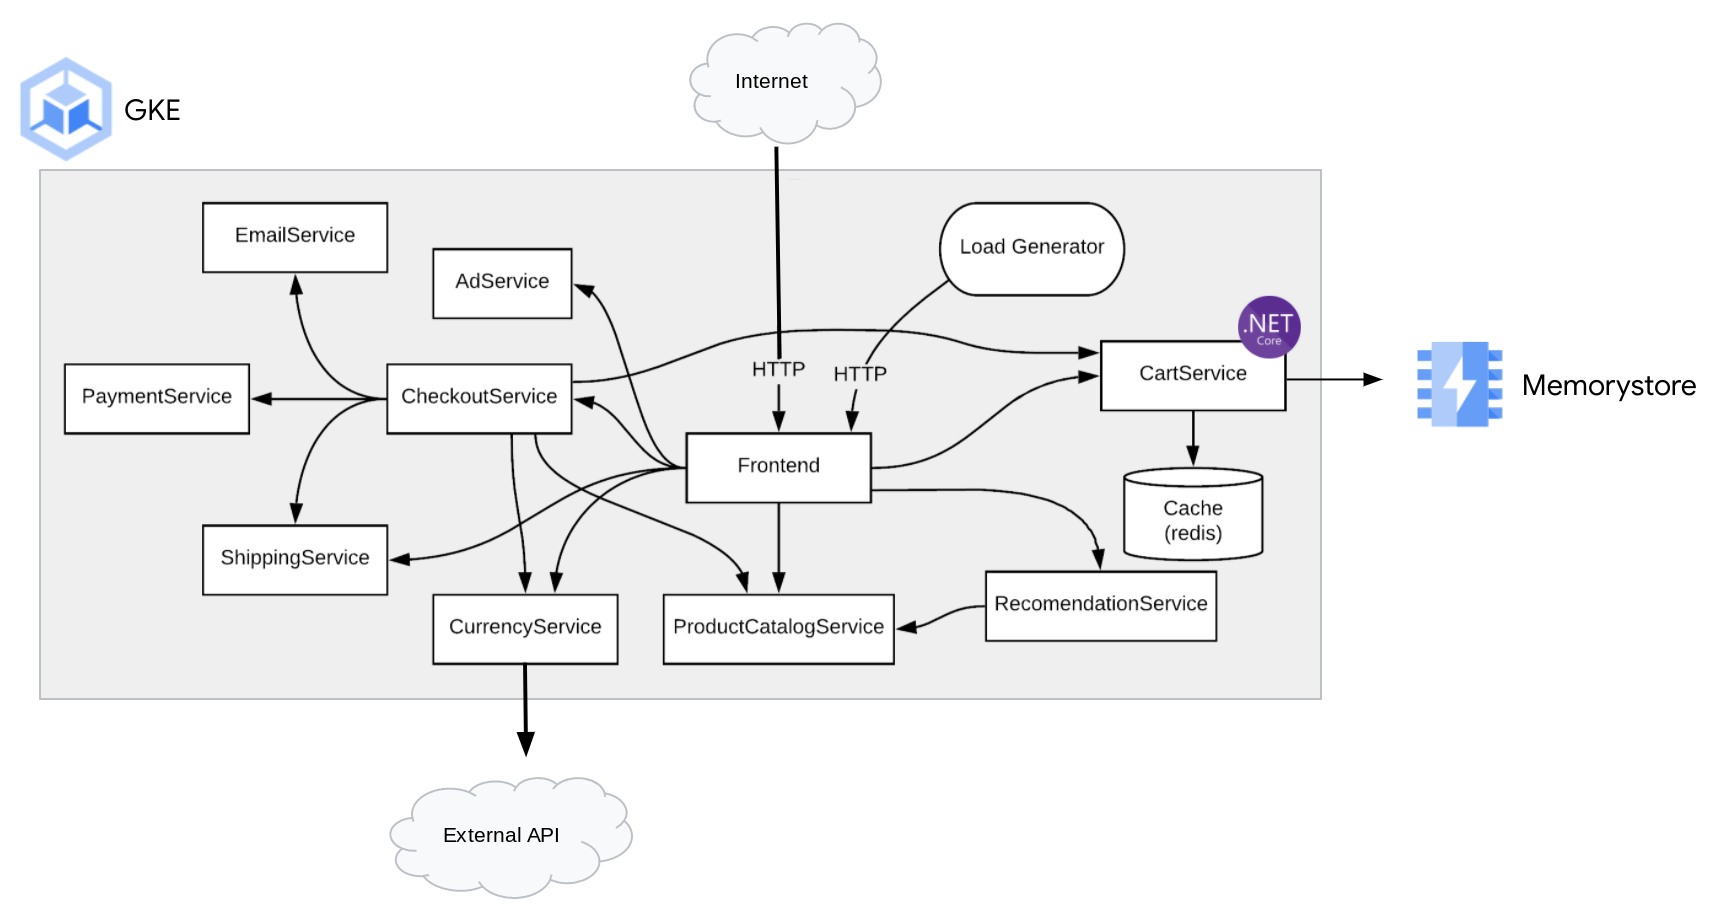 Internet
GKE
EmailService
AdService
Load Generator
.NET
Core
HTTP
HTTP
PaymentService
CheckoutService
CartService
Memorystore
Frontend
Cache
(redis)
ShippingService
CurrencyService
ProductCatalogService
RecomendationService
External API